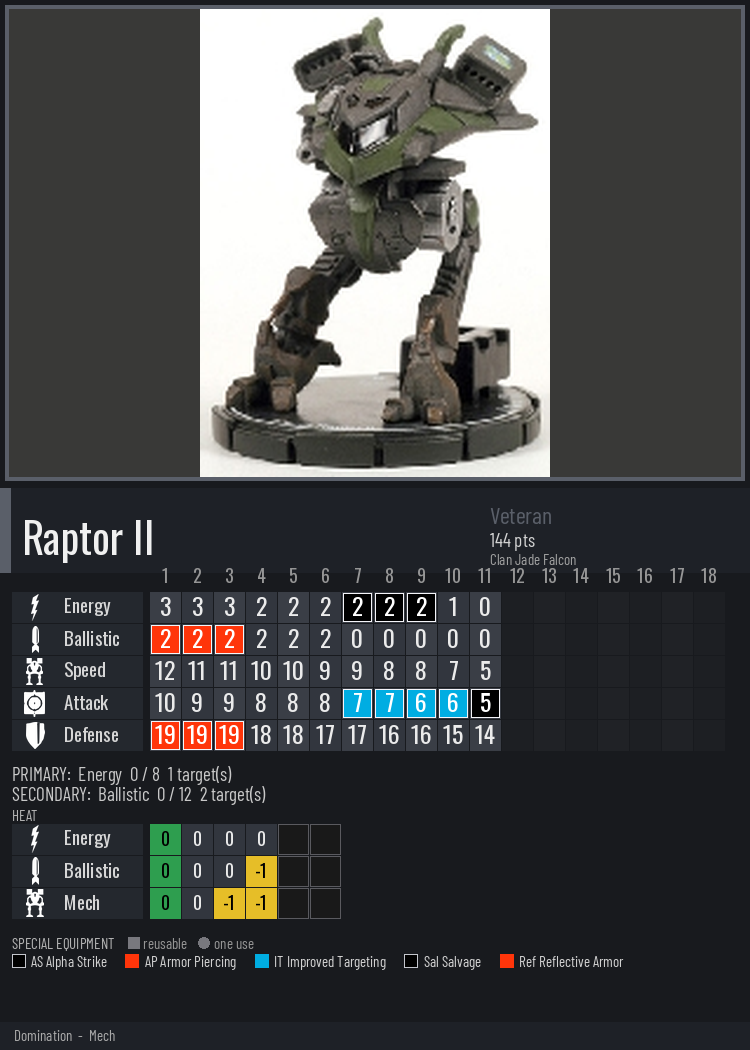 Raptor II
Veteran
144 pts
Clan Jade Falcon
1 2 3 4 5 6 7 8 9 10 11 12 13 14 15 16 17 18
Energy 3 3 3 2 2 2 2 2 2 1 0
Ballistic 2 2 2 2 2 2 0 0 0 0 0
Speed 12 11 11 10 10 9 9 8 8 7 5
Attack 10 9 9 8 8 8 7 7 6 6 5
Defense 19 19 19 18 18 17 17 16 16 15 14
PRIMARY: Energy 0 / 8 1 target(s)
SECONDARY: Ballistic 0 / 12 2 target(s)
HEAT
Energy 0 0 0 0
Ballistic 0 0 0 -1
Mech 0 0 -1 -1
SPECIAL EQUIPMENT reusable one use
AS Alpha Strike AP Armor Piercing IT Improved Targeting Sal Salvage Ref Reflective Armor
Domination - Mech